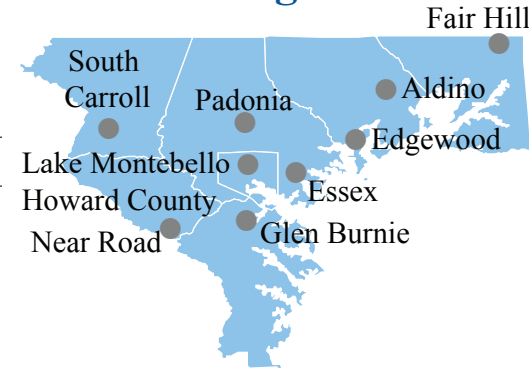 Fair Hill
South
Carroll
Padonia
Aldino
Edgewood
Lake Montebello
Essex
Howard County
Near Road
Glen Burnie